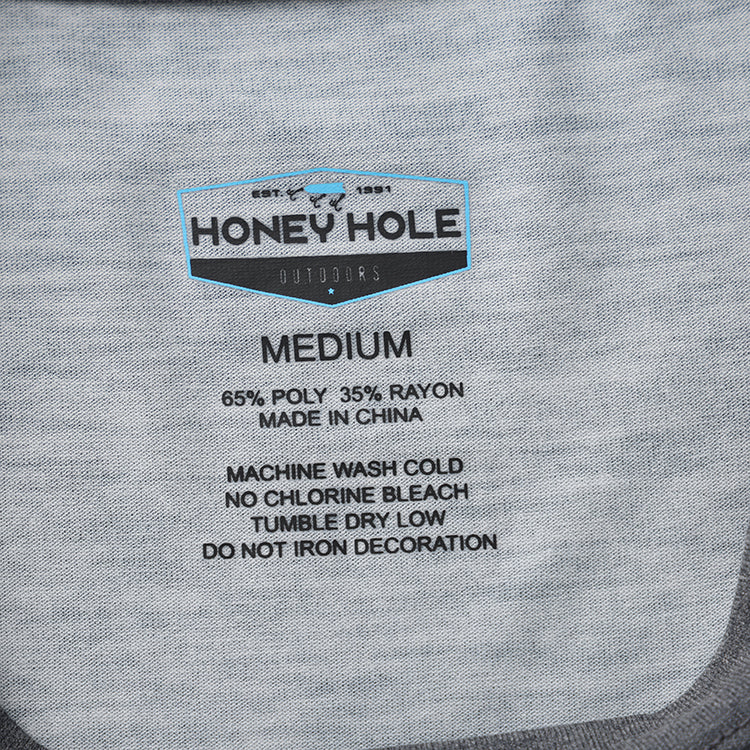 EST. 1991
HONEY HOLE
OUTDOORS
MEDIUM
65% POLY 35% RAYON
MADE IN CHINA
MACHINE WASH COLD
NO CHLORINE BLEACH
TUMBLE DRY LOW
DO NOT IRON DECORATION